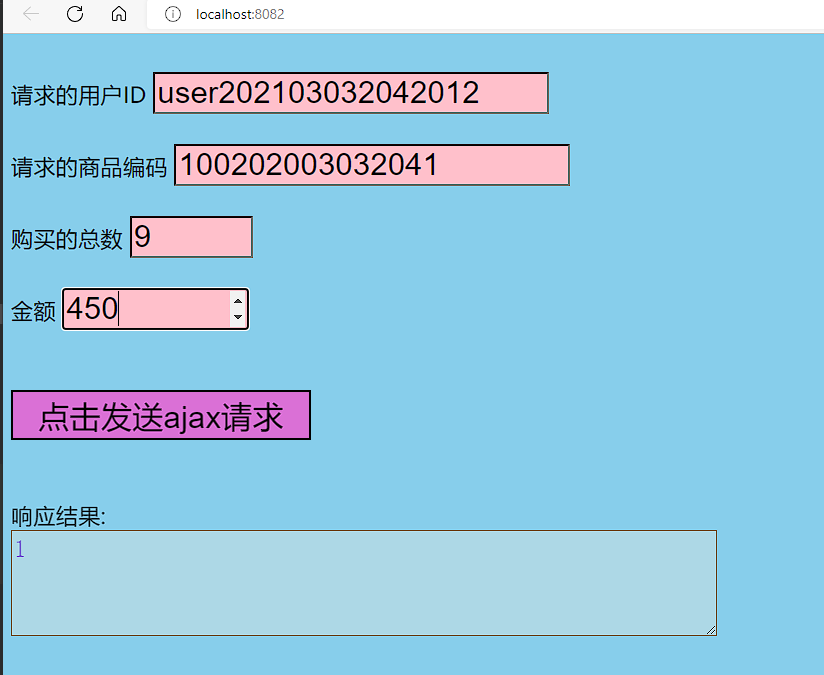 localhost:8082
请求的用户ID user202103032042012
请求的商品编码 100202003032041
购买的总数 9
金额 450
点击发送ajax请求
响应结果:
1